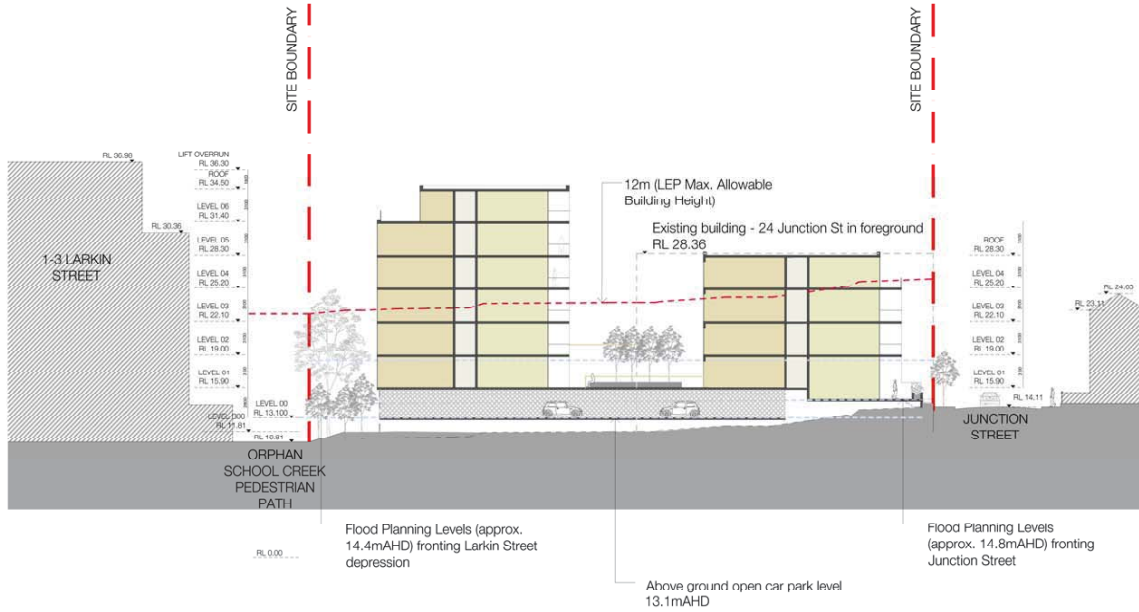 SITE BOUNDARY
SITE BOUNDARY
RL 36.96
LIFT OVERRUN
RL 36.30
ROOF
RL 34.50
LEVEL 06
RL 31.40
RL 30.36
LEVEL 05
RL 28.30
LEVEL 04
RL 25.20
LEVEL 03
RL 22.10
LEVEL 02
RL 19.00
LEVEL 01
RL 15.90
LEVEL 00
RL 13.100
1-3 LARKIN
STREET
12m (LEP Max. Allowable
Building Height)
Existing building - 24 Junction St in foreground
RL 28.36
ROOF
RL 28.30
LEVEL 04
RL 25.20
LEVEL 03
RL 22.10
LEVEL 02
RL 19.00
LEVEL 01
RL 15.90
RL 24.03
RL 23.11
RL 14.11
JUNCTION
STREET
RL 11.81
RL 10.81
ORPHAN
SCHOOL CREEK
PEDESTRIAN
PATH
RL 0.00
Flood Planning Levels (approx.
14.4mAHD) fronting Larkin Street
depression
Flood Planning Levels
(approx. 14.8mAHD) fronting
Junction Street
Above ground open car park level
13.1mAHD